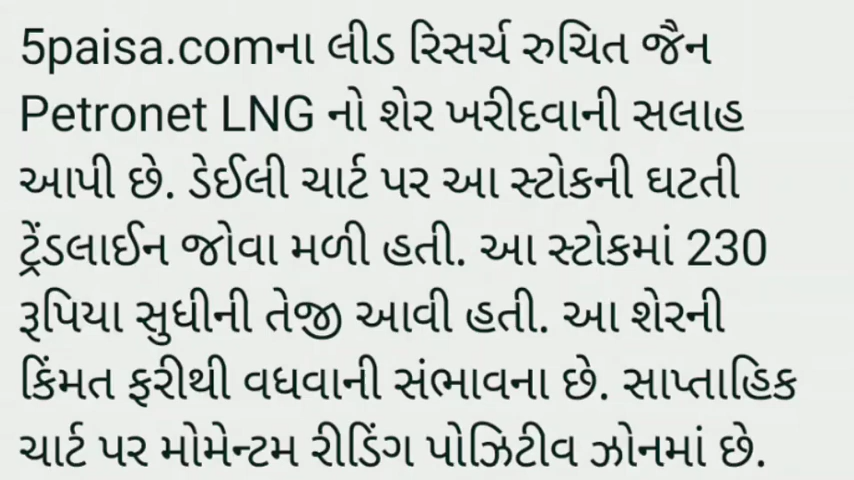 5paisa.comના લીડ રિસર્ચ રુચિત જૈન
Petronet LNG નો શેર ખરીદવાની સલાહ
આપી છે. ડેઈલી ચાર્ટ પર આ સ્ટોકની ઘટતી
ટ્રેંડલાઈન જોવા મળી હતી. આ સ્ટોકમાં 230
રૂપિયા સુધીની તેજી આવી હતી. આ શેરની
કિંમત ફરીથી વધવાની સંભાવના છે. સાપ્તાહિક
ચાર્ટ પર મોમેન્ટમ રીડિંગ પોઝિટીવ ઝોનમાં છે.